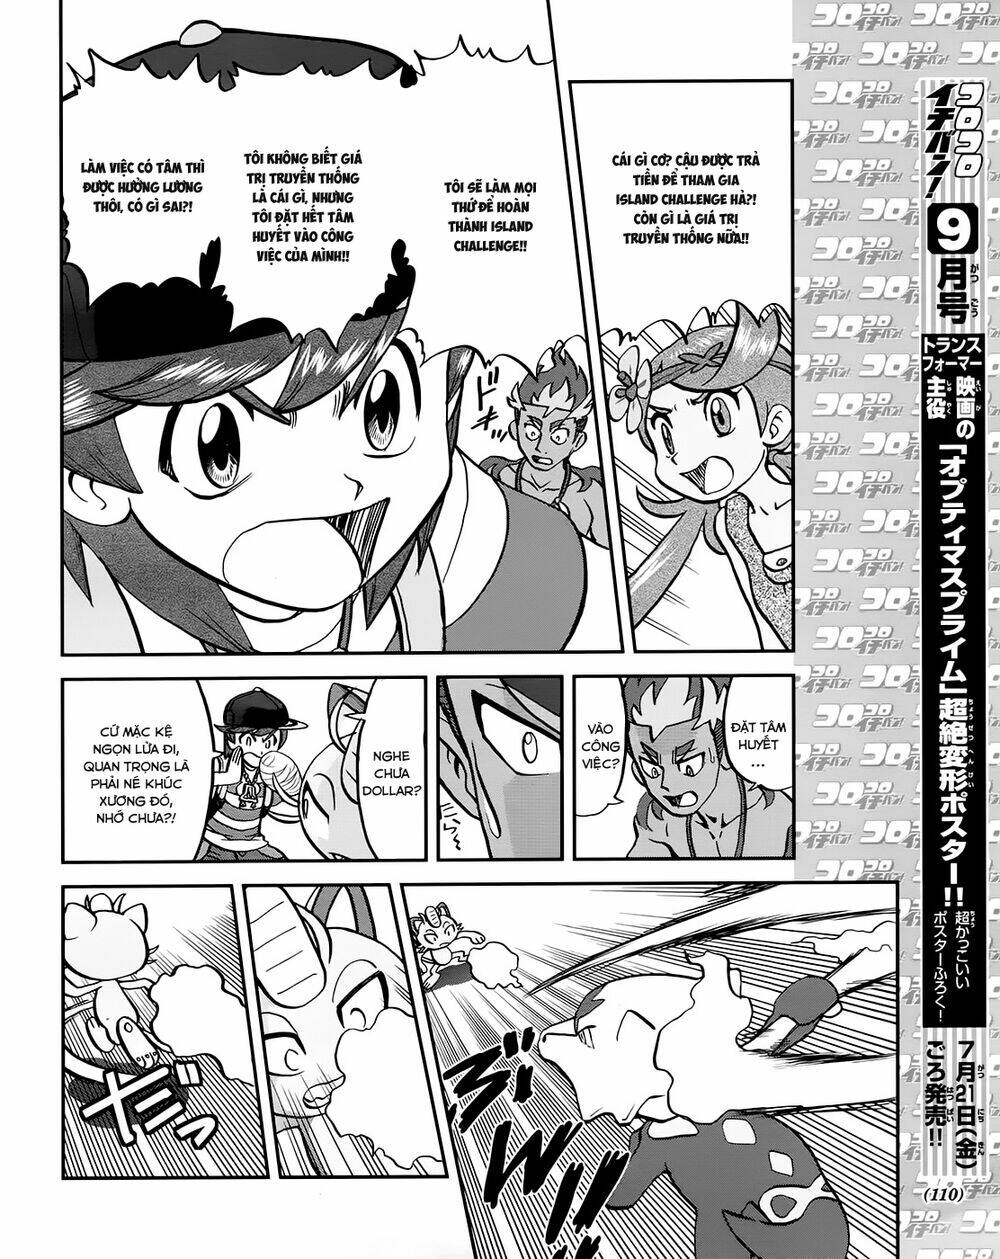 CÁI GÌ CƠ? CẬU ĐƯỢC TRẢ
TIỀN ĐỂ THAM GIA
ISLAND CHALLENGE HẢ?!
CÒN GÌ LÀ GIÁ TRỊ
TRUYỀN THỐNG NỮA!!
TÔI SẼ LÀM MỌI
THỨ ĐỂ HOÀN
THÀNH ISLAND
CHALLENGE!!
TÔI KHÔNG BIẾT GIÁ
TRỊ TRUYỀN THỐNG
LÀ CÁI GÌ, NHƯNG
TÔI ĐẶT HẾT TÂM
HUYẾT VÀO CÔNG
VIỆC CỦA MÌNH!!
LÀM VIỆC CÓ TÂM THÌ
ĐƯỢC HƯỞNG LƯƠNG
THÔI, CÓ GÌ SAI?!
ĐẶT TÂM
HUYẾT
...
VÀO
CÔNG
VIỆC?
NGHE
CHƯA
DOLLAR?
CỨ MẶC KỆ
NGỌN LỬA ĐI,
QUAN TRỌNG LÀ
PHẢI NÉ KHÚC
XƯƠNG ĐÓ,
NHỚ CHƯA?!
コロコロ
イチバン!
9月号
トランス
フォーマー
映画の
主役
「オプティマスプライム」超絶変形ポスター!!
超かっこいい
ポスターふろく!
7月21日(金)
ごろ発売!!
(110)